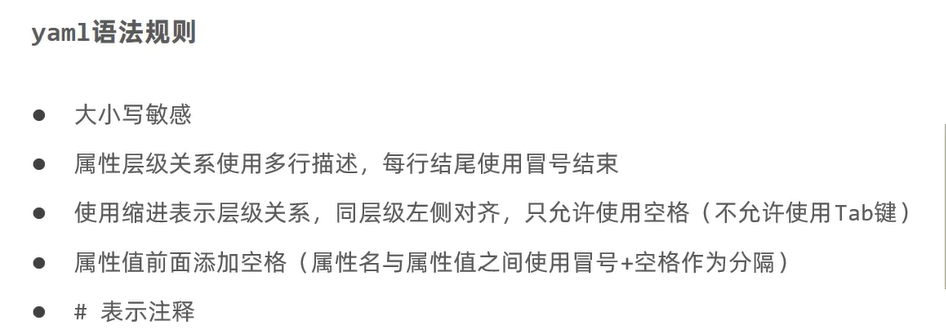 yaml语法规则
● 大小写敏感
● 属性层级关系使用多行描述，每行结尾使用冒号结束
● 使用缩进表示层级关系，同层级左侧对齐，只允许使用空格（不允许使用Tab键）
● 属性值前面添加空格（属性名与属性值之间使用冒号+空格作为分隔）
● # 表示注释